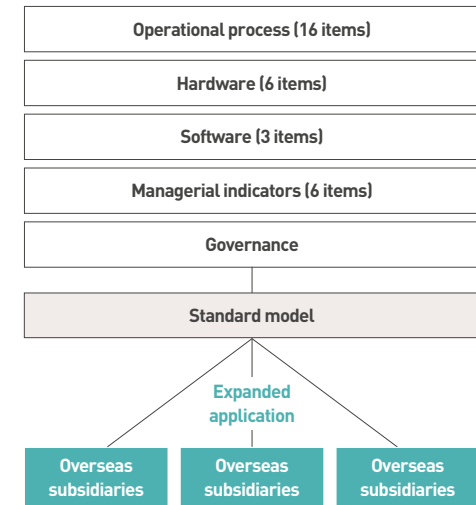 Operational process (16 items)
Hardware (6 items)
Software (3 items)
Managerial indicators (6 items)
Governance
Standard model
Expanded
application
Overseas
subsidiaries
Overseas
subsidiaries
Overseas
subsidiaries